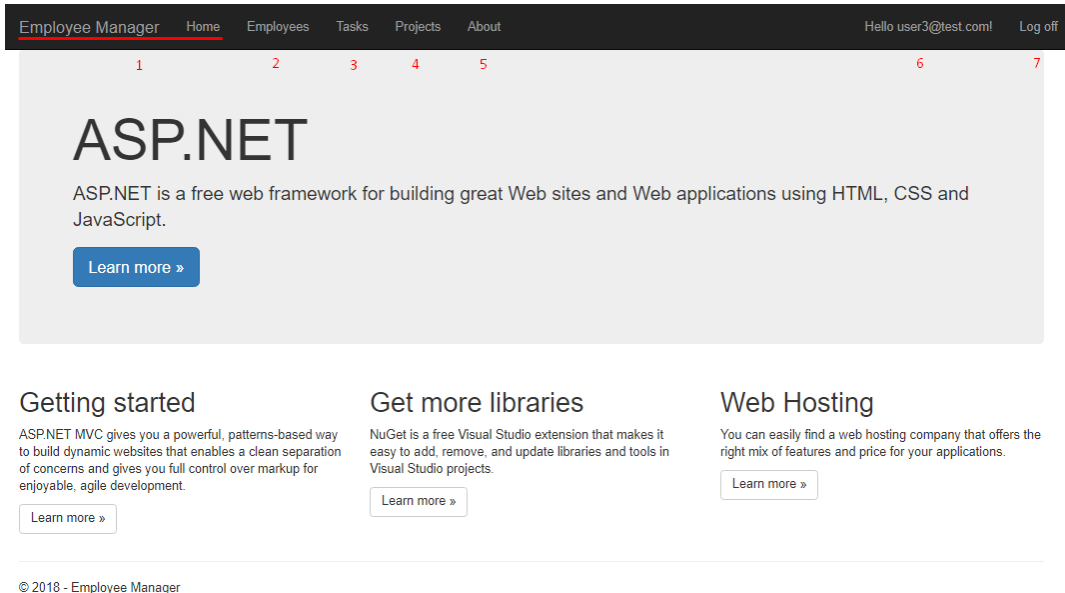 Employee Manager Home Employees Tasks Projects About Hello user3@test.com! Log off
1 2 3 4 5 6 7
ASP.NET
ASP.NET is a free web framework for building great Web sites and Web applications using HTML, CSS and
JavaScript.
Learn more »
Getting started
ASP.NET MVC gives you a powerful, patterns-based way
to build dynamic websites that enables a clean separation
of concerns and gives you full control over markup for
enjoyable, agile development.
Learn more »
Get more libraries
NuGet is a free Visual Studio extension that makes it
easy to add, remove, and update libraries and tools in
Visual Studio projects.
Learn more »
Web Hosting
You can easily find a web hosting company that offers the
right mix of features and price for your applications.
Learn more »
© 2018 - Employee Manager